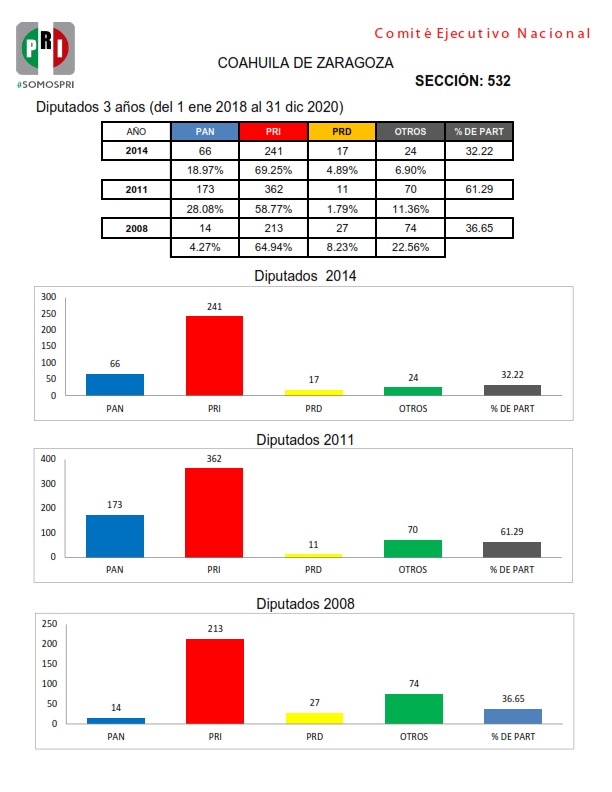 Comité Ejecutivo Nacional
PRI
#SOMOSPRI
COAHUILA DE ZARAGOZA
SECCIÓN: 532
Diputados 3 años (del 1 ene 2018 al 31 dic 2020)
AÑO PAN PRI PRD OTROS % DE PART
2014 66 241 17 24 32.22
18.97% 69.25% 4.89% 6.90%
2011 173 362 11 70 61.29
28.08% 58.77% 1.79% 11.36%
2008 14 213 27 74 36.65
4.27% 64.94% 8.23% 22.56%
Diputados 2014
300
250
200
150
100
50
0
66 241 17 24 32.22
PAN PRI PRD OTROS % DE PART
Diputados 2011
400
300
200
100
0
173 362 11 70 61.29
PAN PRI PRD OTROS % DE PART
Diputados 2008
250
200
150
100
50
0
14 213 27 74 36.65
PAN PRI PRD OTROS % DE PART